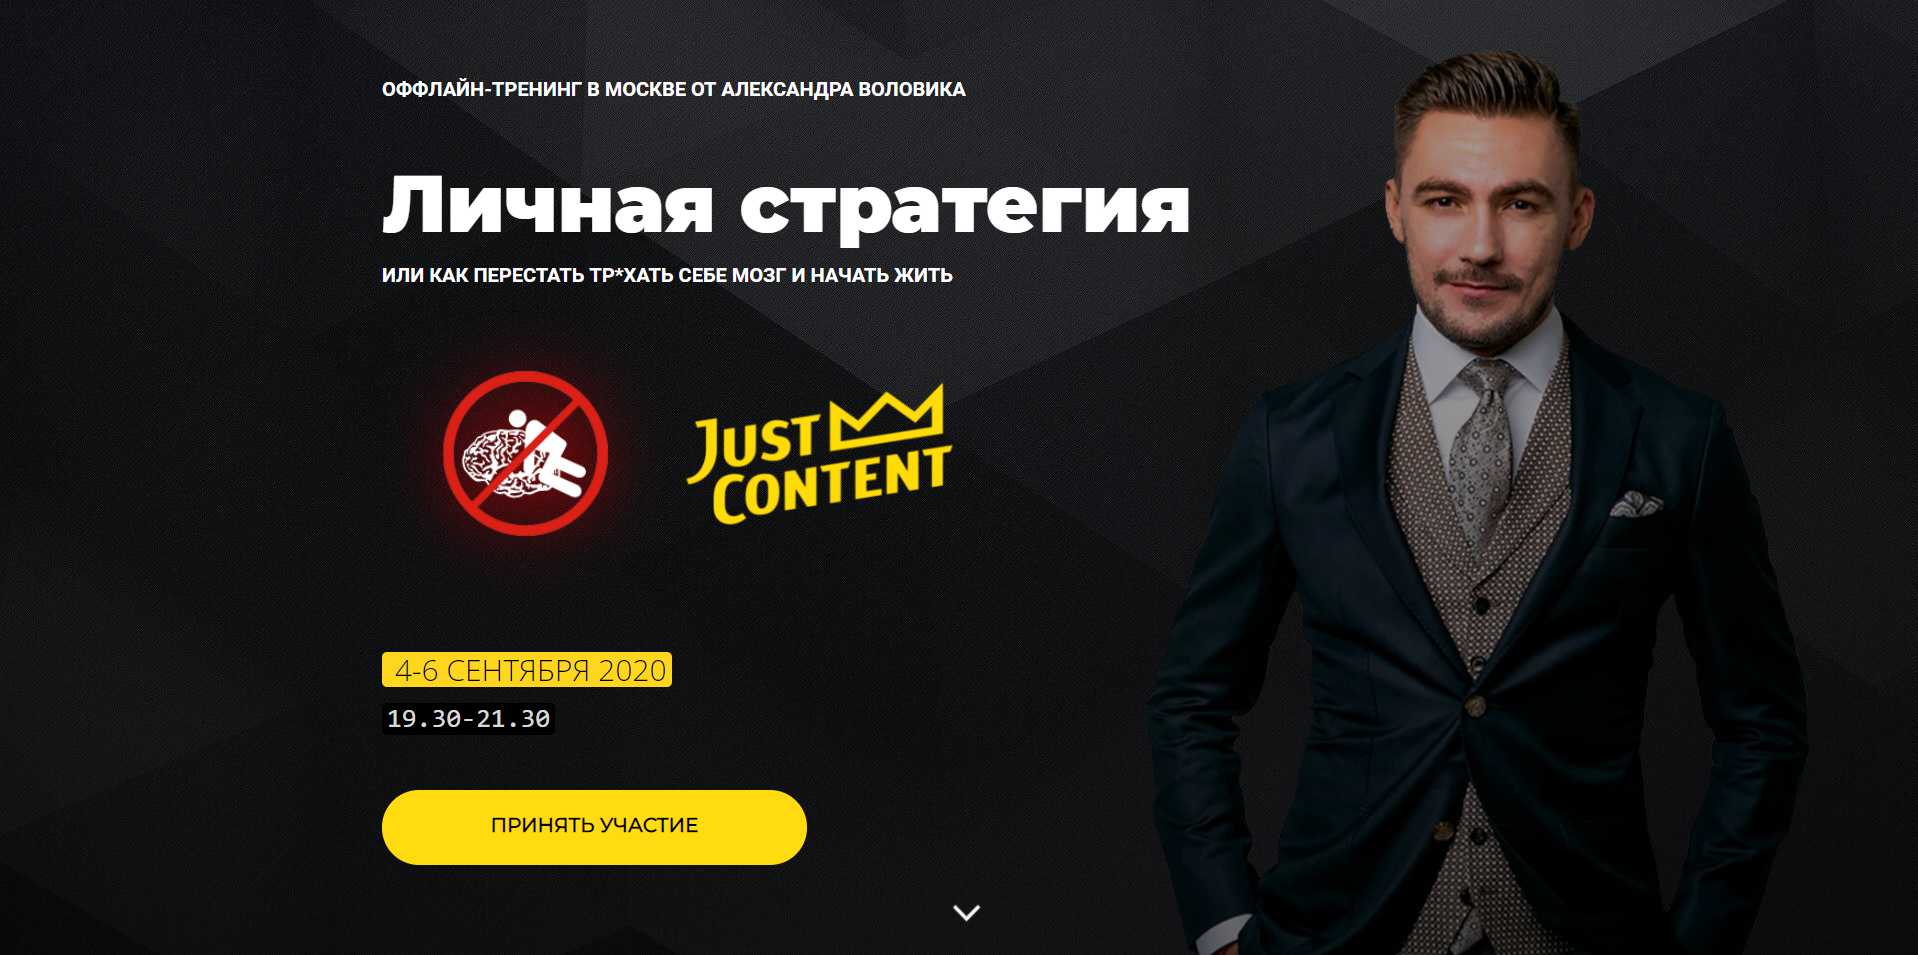 ОФФЛАЙН-ТРЕНИНГ В МОСКВЕ ОТ АЛЕКСАНДРА ВОЛОВИКА
Личная стратегия
ИЛИ КАК ПЕРЕСТАТЬ ТР*ХАТЬ СЕБЕ МОЗГ И НАЧАТЬ ЖИТЬ
JUST
CONTENT
4-6 СЕНТЯБРЯ 2020
19.30-21.30
ПРИНЯТЬ УЧАСТИЕ